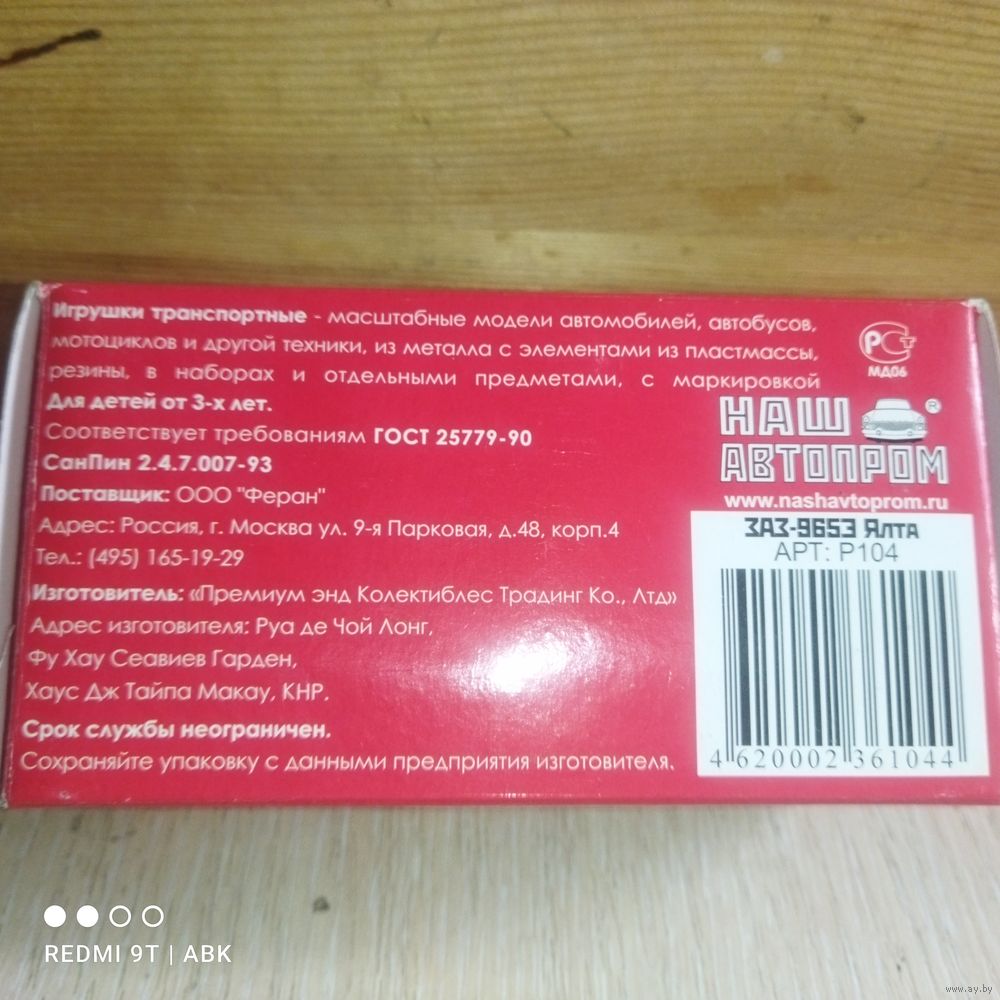 Игрушки транспортные - масштабные модели автомобилей, автобусов,
мотоциклов и другой техники, из металла с элементами из пластмассы,
резины, в наборах и отдельными предметами, с маркировкой
Для детей от 3-х лет.
Соответствует требованиям ГОСТ 25779-90
СанПин 2.4.7.007-93
Поставщик: ООО "Феран"
Адрес: Россия, г. Москва ул. 9-я Парковая, д.48, корп.4
Тел.: (495) 165-19-29
Изготовитель: «Премиум энд Колектиблес Традинг Ко., Лтд»
Адрес изготовителя: Руа де Чой Лонг,
Фу Хау Сеавиев Гарден,
Хаус Дж Тайпа Макау, КНР.
Срок службы неограничен.
Сохраняйте упаковку с данными предприятия изготовителя.
РСТ
МД06
НАШ ®
АВТОПРОМ
www.nashavtoprom.ru
ЗАЗ-965Э Ялта
АРТ: Р104
4 620002 361044
REDMI 9T | ABK
www.ay.by